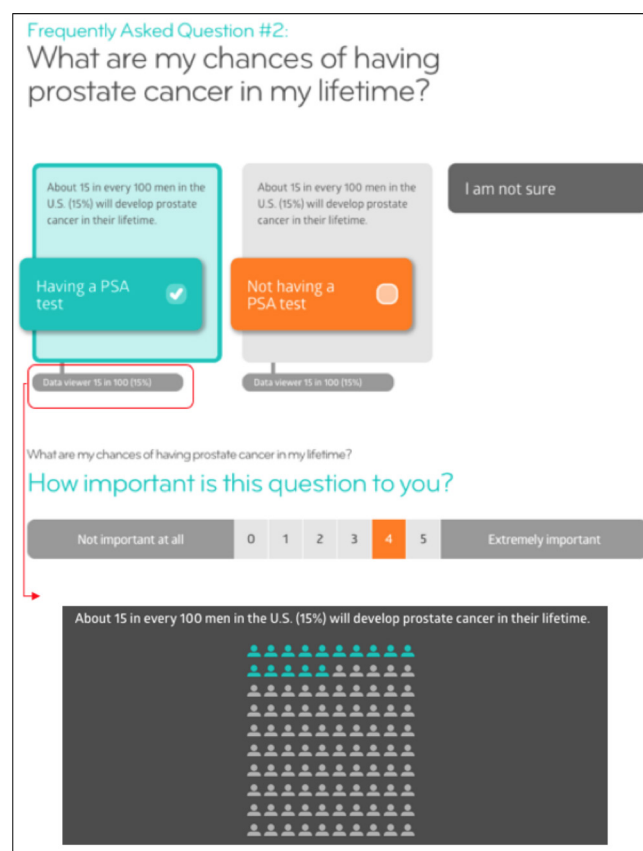 Frequently Asked Question #2:
What are my chances of having
prostate cancer in my lifetime?
About 15 in every 100 men in the
U.S. (15%) will develop prostate
cancer in their lifetime.
Having a PSA
test
Data viewer 15 in 100 (15%)
About 15 in every 100 men in the
U.S. (15%) will develop prostate
cancer in their lifetime.
Not having a
PSA test
Data viewer 15 in 100 (15%)
I am not sure
What are my chances of having prostate cancer in my lifetime?
How important is this question to you?
Not important at all 0 1 2 3 4 5 Extremely important
About 15 in every 100 men in the U.S. (15%) will develop prostate cancer in their lifetime.